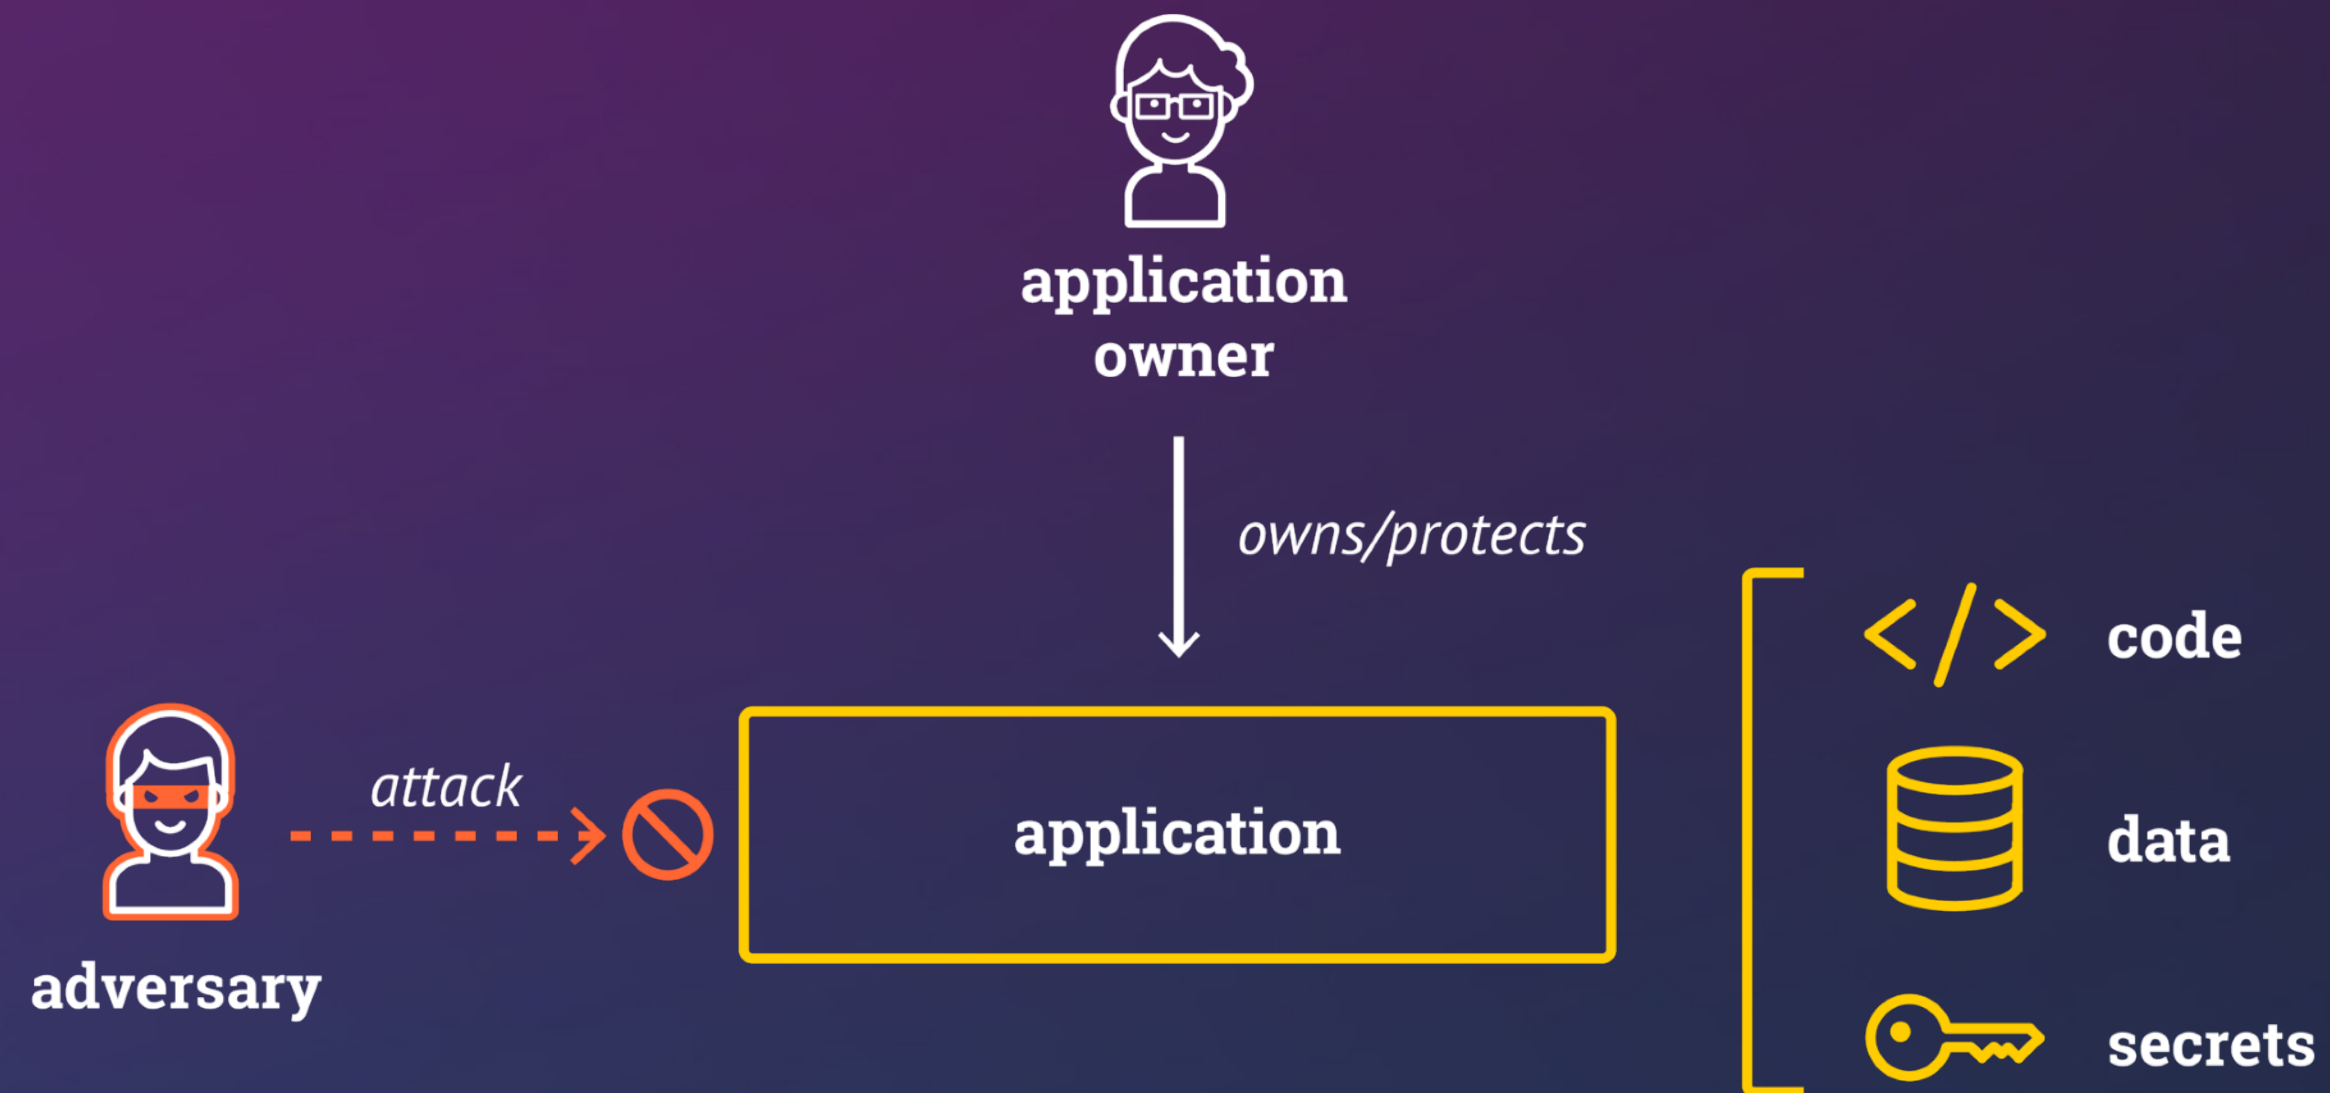 application
owner
owns/protects
code
attack
application
data
adversary
secrets